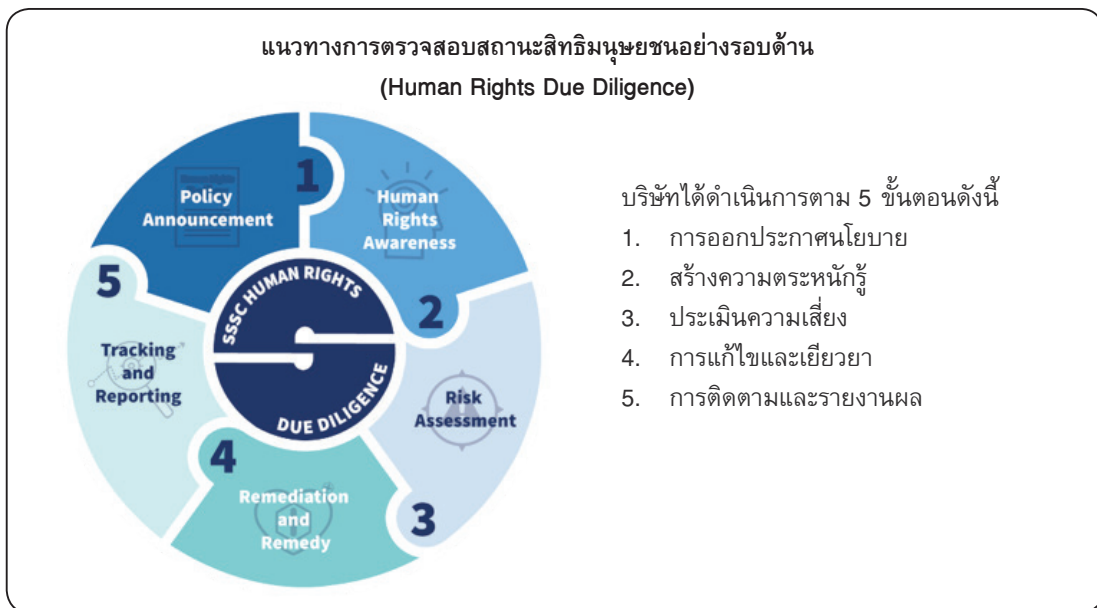 แนวทางการตรวจสอบสถานะสิทธิมนุษยชนอย่างรอบด้าน
(Human Rights Due Diligence)
1
Policy
Announcement
Human
Rights
Awareness
2
Risk
Assessment
3
Remediation
and
Remedy
4
Tracking
and
Reporting
5
SSSC HUMAN RIGHTS
DUE DILIGENCE
บริษัทได้ดำเนินการตาม 5 ขั้นตอนดังนี้
1. การออกประกาศนโยบาย
2. สร้างความตระหนักรู้
3. ประเมินความเสี่ยง
4. การแก้ไขและเยียวยา
5. การติดตามและรายงานผล